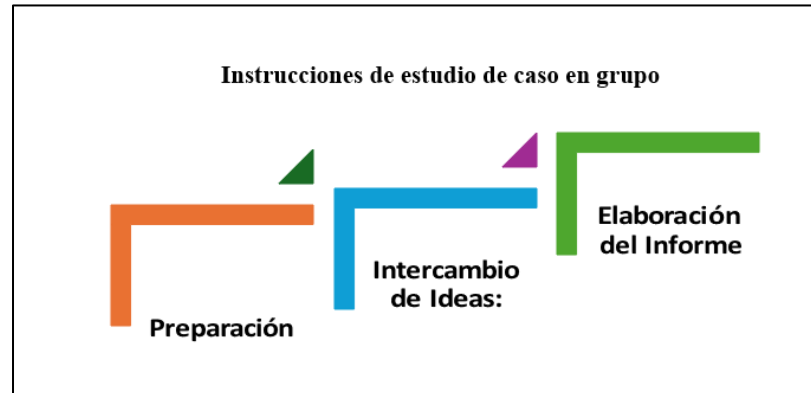 Instrucciones de estudio de caso en grupo
Preparación
Intercambio
de Ideas:
Elaboración
del Informe